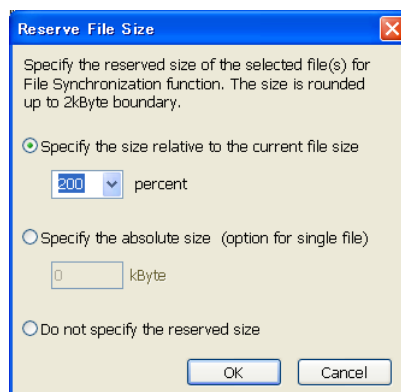 Reserve File Size
Specify the reserved size of the selected file(s) for
File Synchronization function. The size is rounded
up to 2kByte boundary.
Specify the size relative to the current file size
200 percent
Specify the absolute size (option for single file)
0 kByte
Do not specify the reserved size
OK Cancel